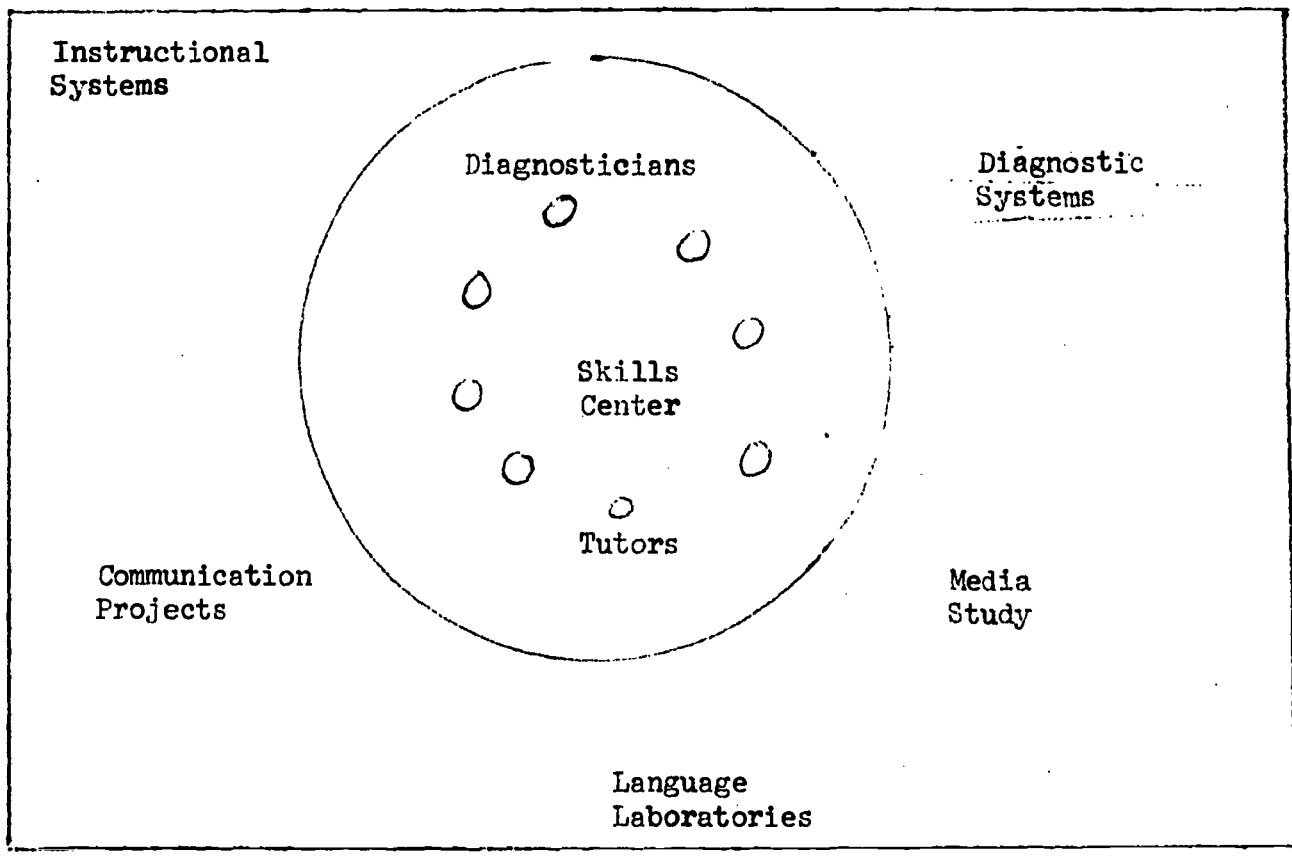 Instructional
Systems
Diagnosticians
Diagnostic
Systems
Skills
Center
Tutors
Communication
Projects
Media
Study
Language
Laboratories